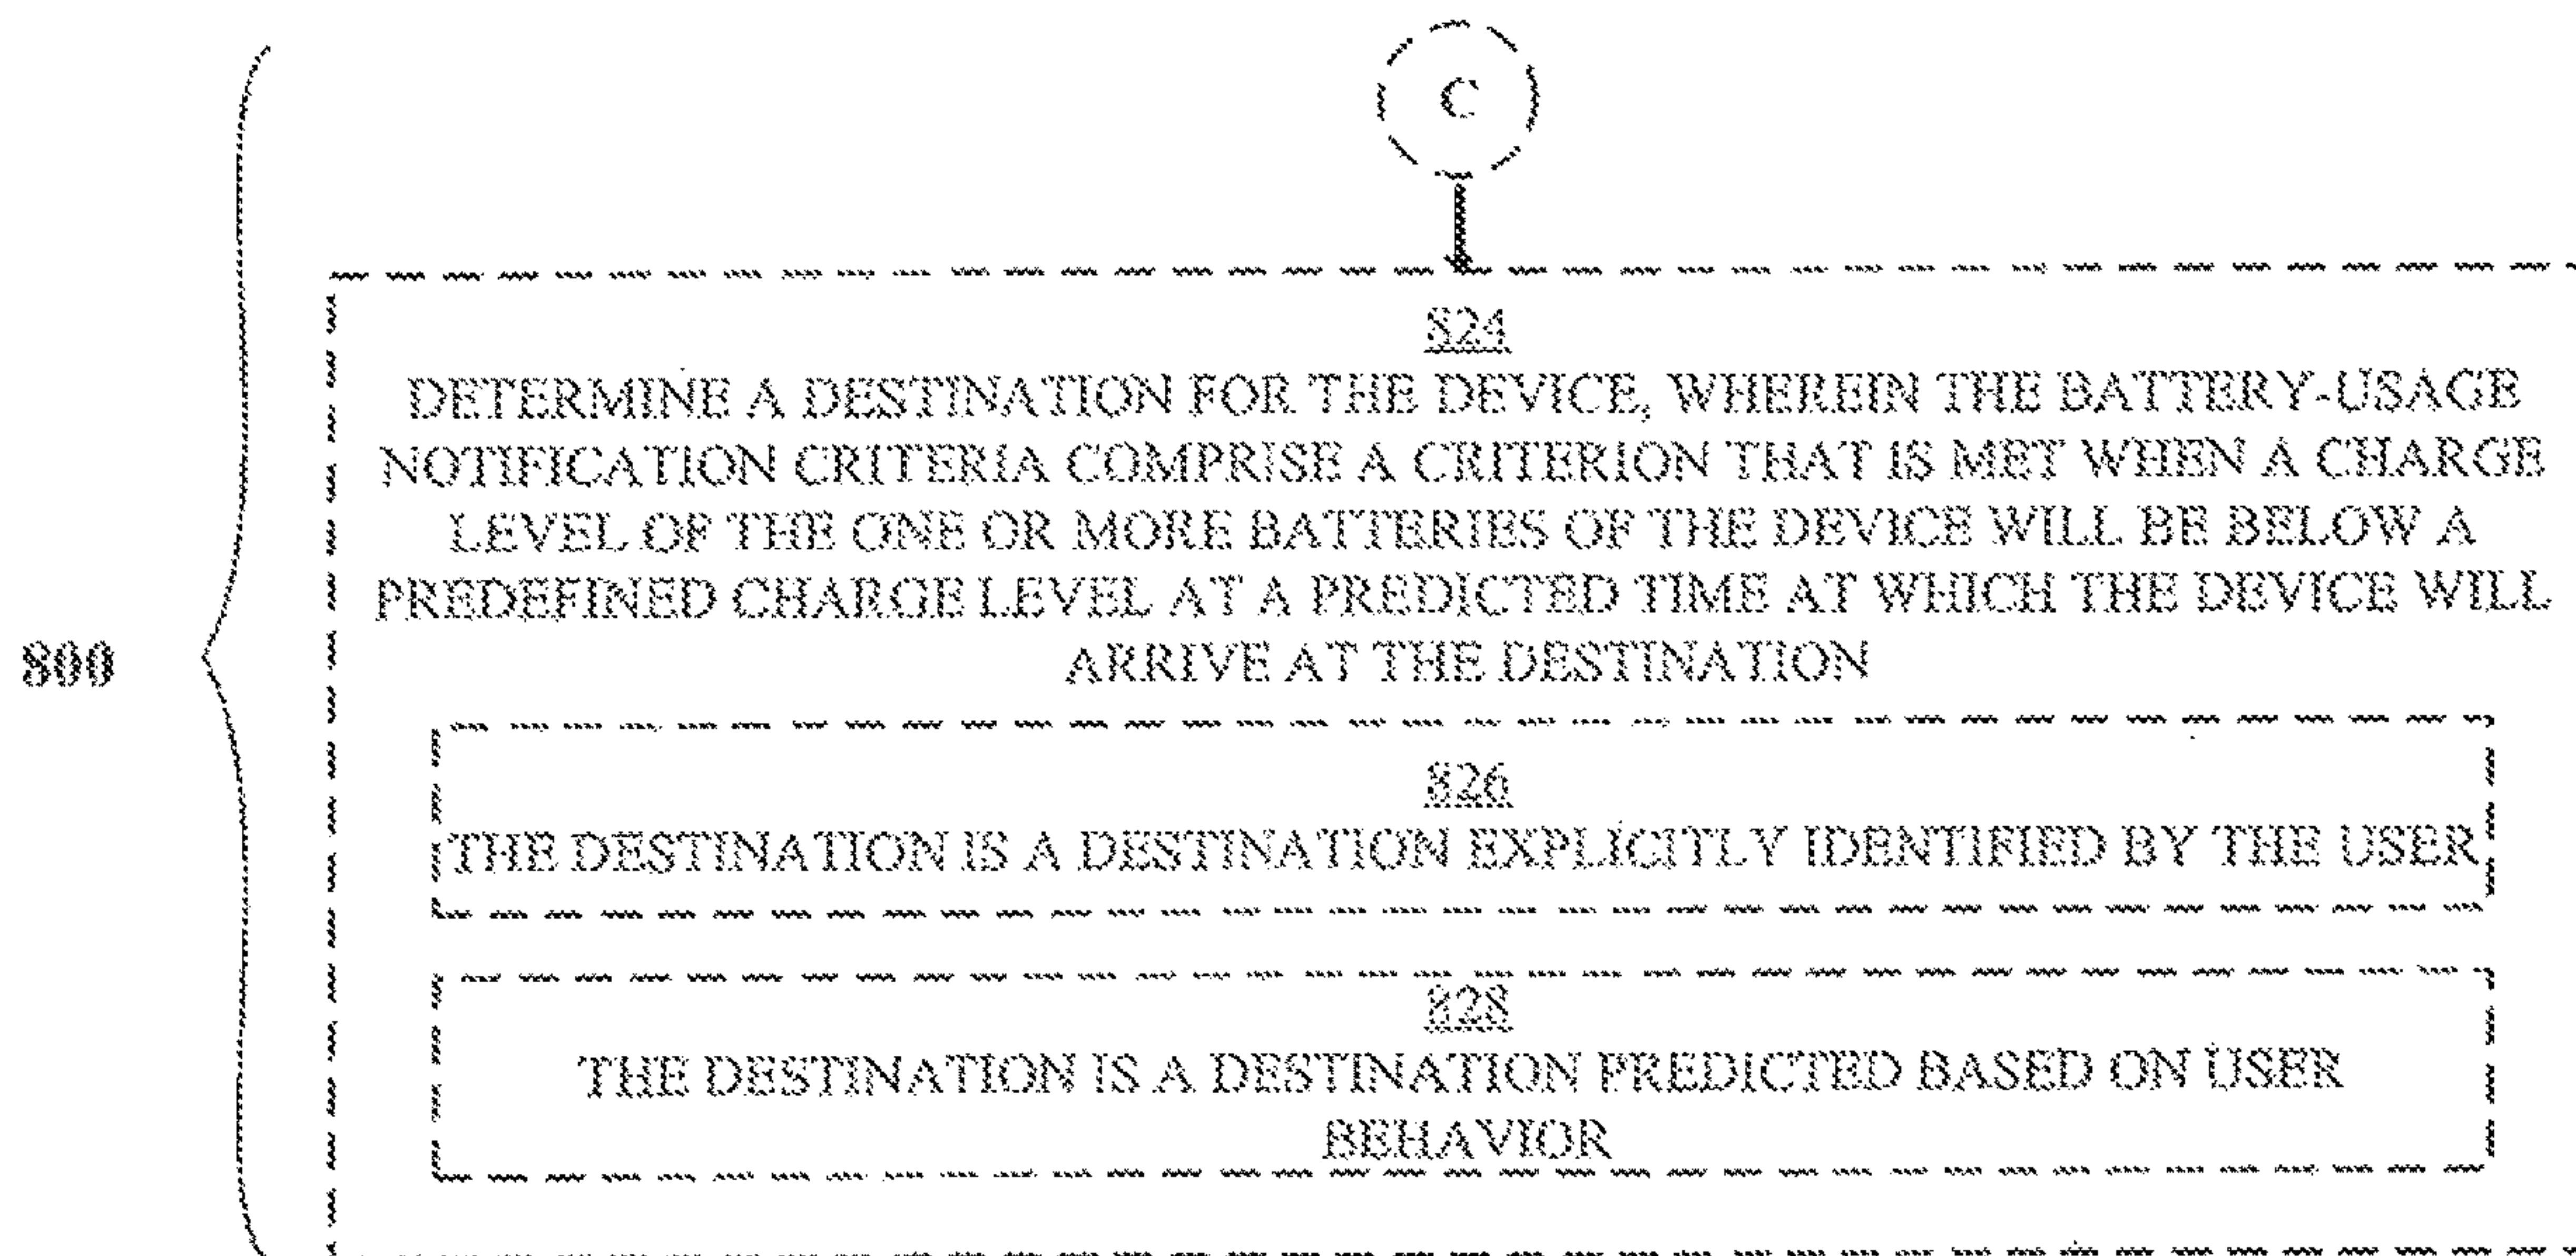 C
824
DETERMINE A DESTINATION FOR THE DEVICE, WHEREIN THE BATTERY-USAGE
NOTIFICATION CRITERIA COMPRISE A CRITERION THAT IS MET WHEN A CHARGE
LEVEL OF THE ONE OR MORE BATTERIES OF THE DEVICE WILL BE BELOW A
PREDEFINED CHARGE LEVEL AT A PREDICTED TIME AT WHICH THE DEVICE WILL
ARRIVE AT THE DESTINATION
800
826
THE DESTINATION IS A DESTINATION EXPLICITLY IDENTIFIED BY THE USER
828
THE DESTINATION IS A DESTINATION PREDICTED BASED ON USER
BEHAVIOR